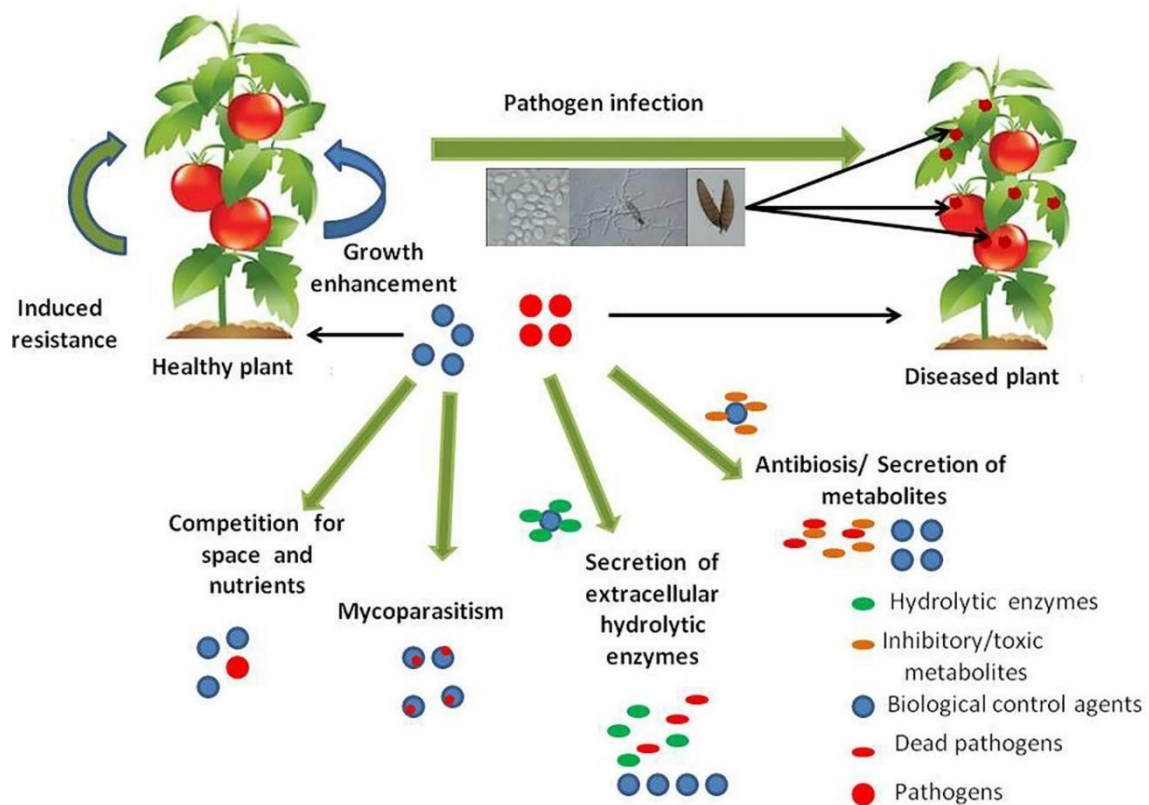 Pathogen infection
Growth
enhancement
Induced
resistance
Healthy plant
Diseased plant
Antibiosis/ Secretion of
metabolites
Competition for
space and
nutrients
Mycoparasitism
Secretion of
extracellular
hydrolytic
enzymes
Hydrolytic enzymes
Inhibitory/toxic
metabolites
Biological control agents
Dead pathogens
Pathogens